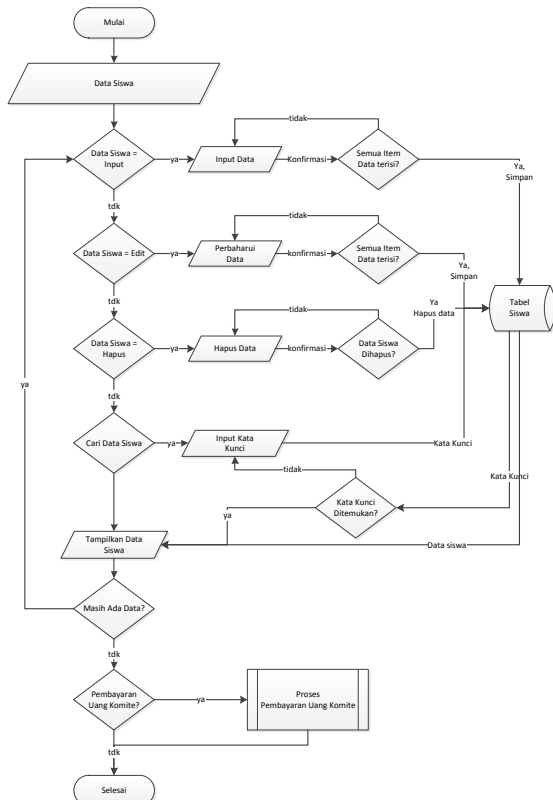 Mulai
Data Siswa
Data Siswa =
Input
ya
Input Data
Konfirmasi
tidak
Semua Item
Data terisi?
Ya,
Simpan
tdk
Data Siswa = Edit
ya
Perbaharui
Data
konfirmasi
tidak
Semua Item
Data terisi?
Ya,
Simpan
tdk
Data Siswa =
Hapus
ya
Hapus Data
konfirmasi
tidak
Data Siswa
Dihapus?
Ya
Hapus data
Tabel
Siswa
tdk
ya
Cari Data Siswa
ya
Input Kata
Kunci
Kata Kunci
tidak
Kata Kunci
Ditemukan?
Kata Kunci
ya
Tampilkan Data
Siswa
Data siswa
Masih Ada Data?
tdk
Pembayaran
Uang Komite?
ya
Proses
Pembayaran Uang Komite
tdk
Selesai